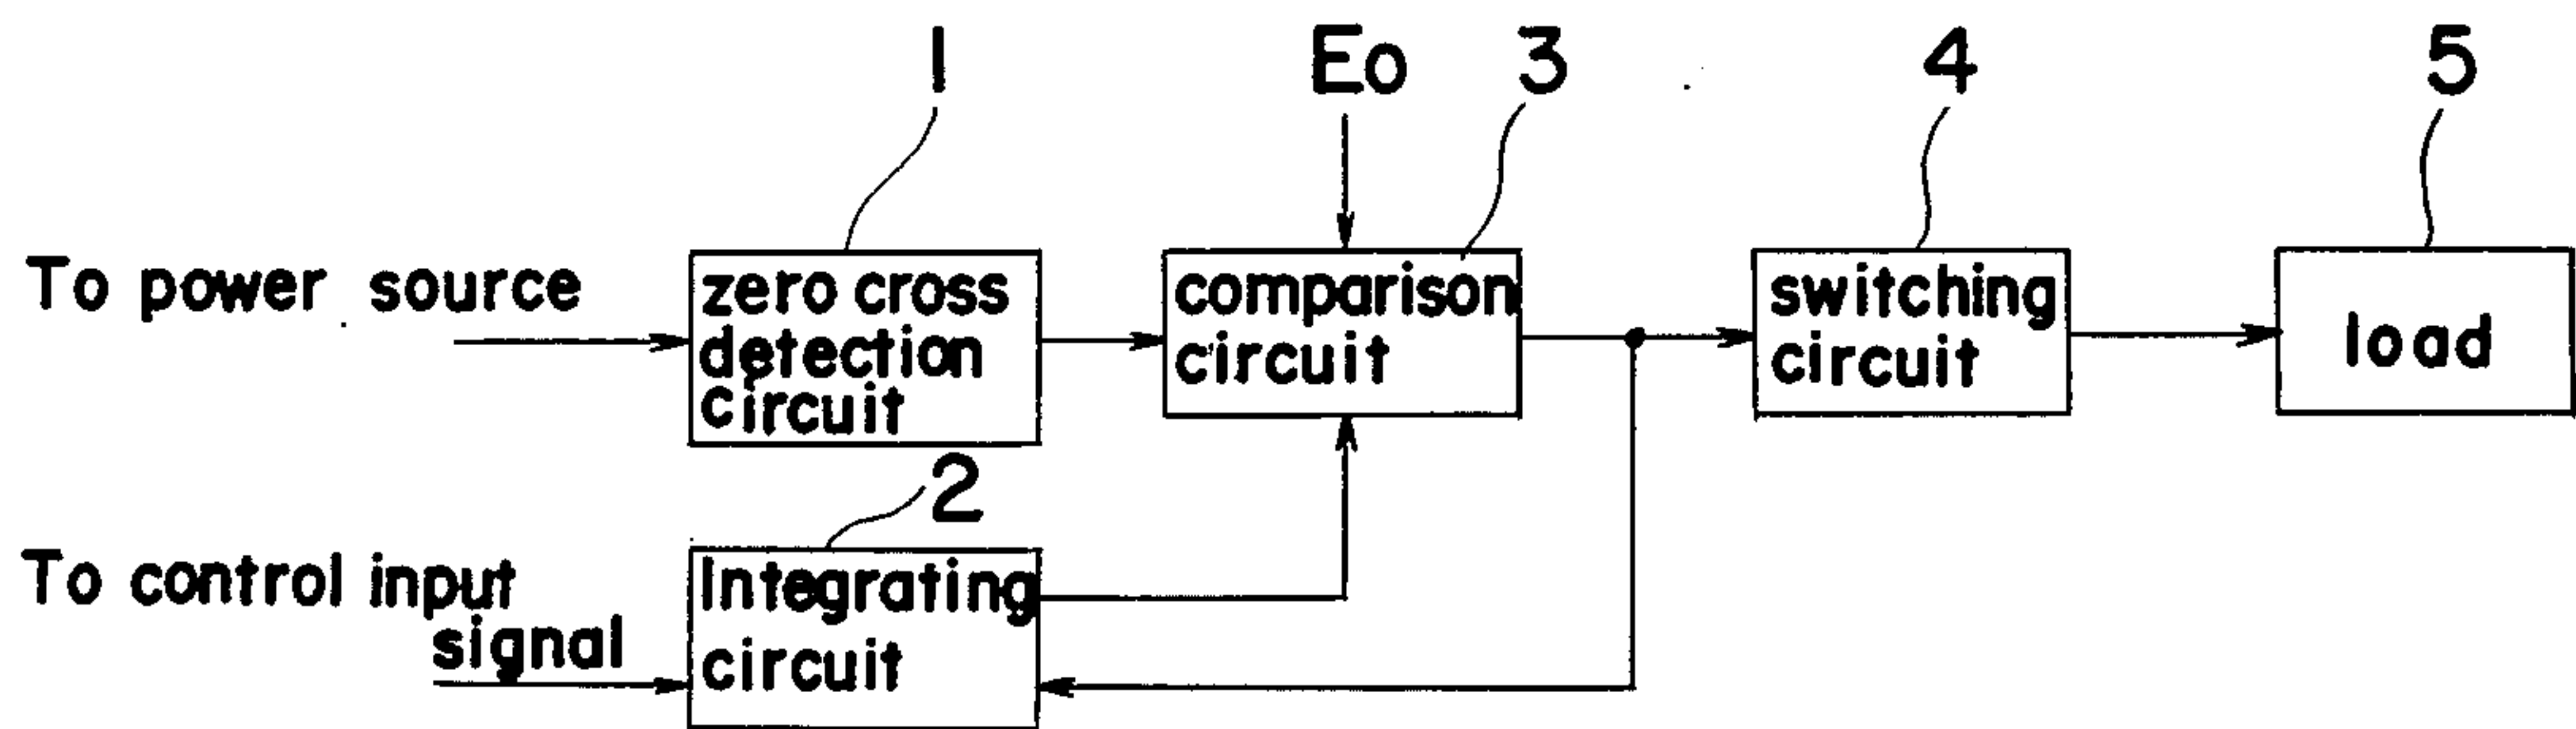 1
Eo 3
4
5
To power source
zero cross
detection
circuit
comparison
circuit
switching
circuit
load
2
To control input
signal
Integrating
circuit